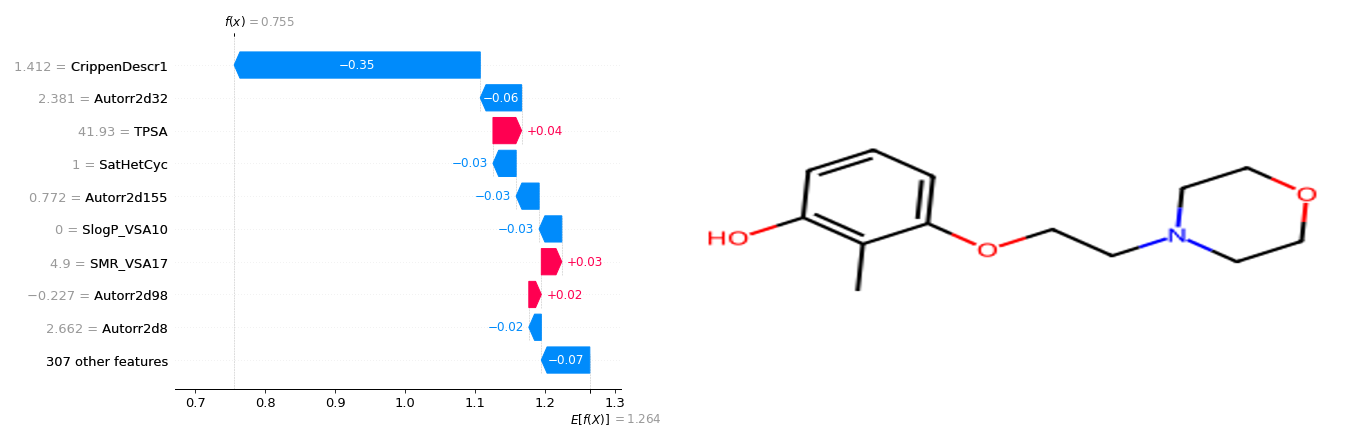 f(x) = 0.755
1.412 = CrippenDescr1
−0.35
2.381 = Autorr2d32
−0.06
41.93 = TPSA
+0.04
1 = SatHetCyc
−0.03
0.772 = Autorr2d155
−0.03
0 = SlogP_VSA10
−0.03
4.9 = SMR_VSA17
+0.03
−0.227 = Autorr2d98
+0.02
2.662 = Autorr2d8
−0.02
307 other features
−0.07
0.7 0.8 0.9 1.0 1.1 1.2 1.3
E[f(X)] = 1.264
HO
O
N
O